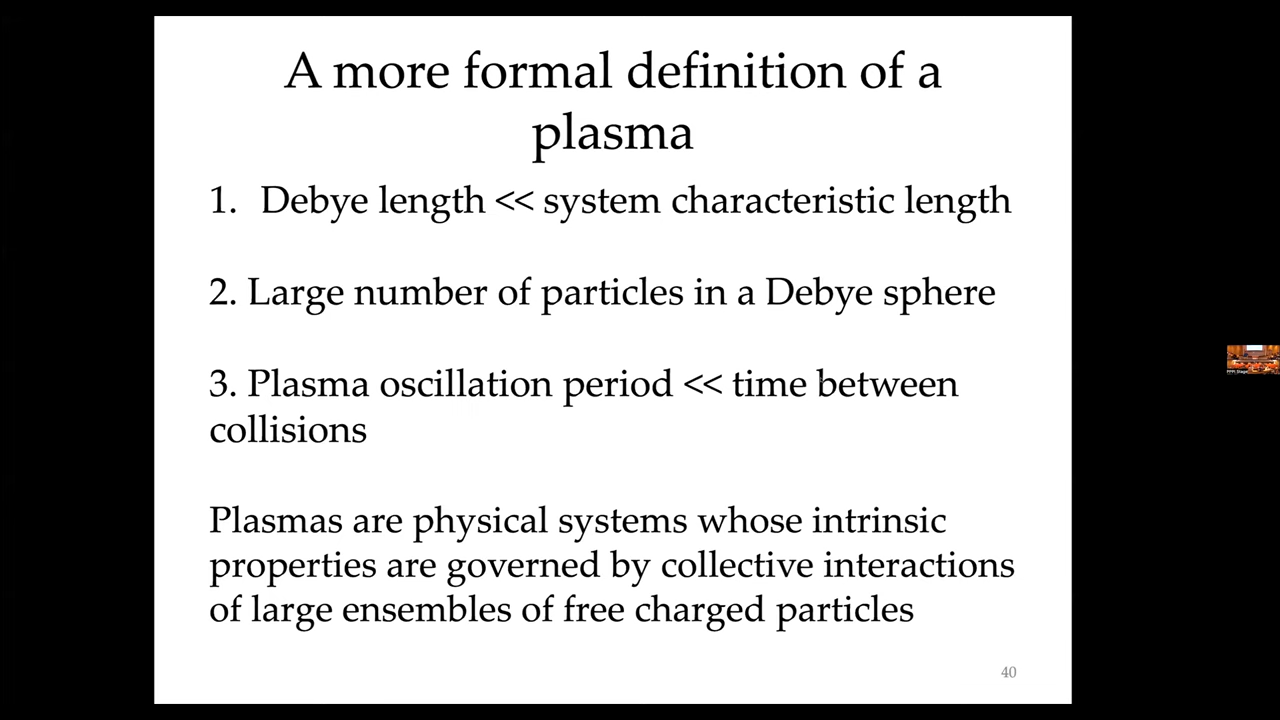 A more formal definition of a
plasma
1. Debye length << system characteristic length
2. Large number of particles in a Debye sphere
3. Plasma oscillation period << time between
collisions
Plasmas are physical systems whose intrinsic
properties are governed by collective interactions
of large ensembles of free charged particles
40